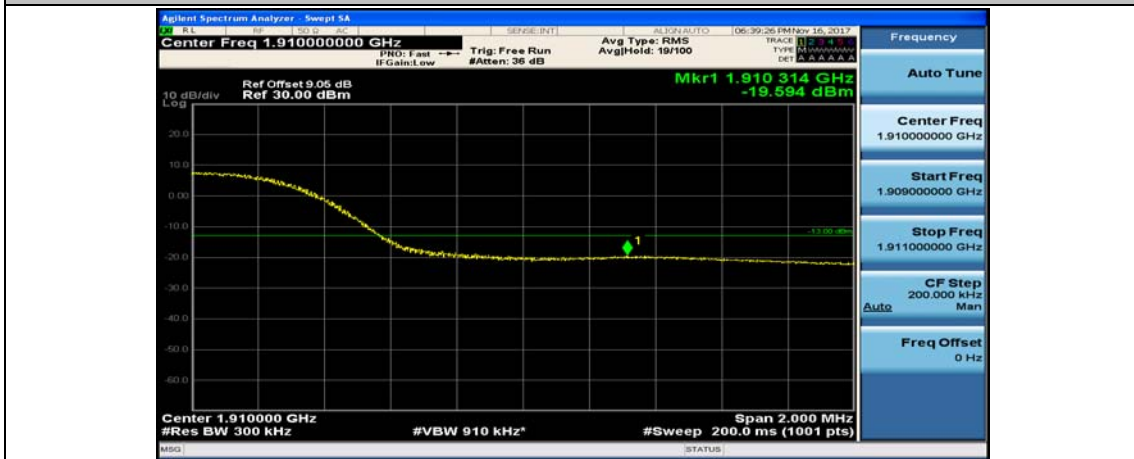 Agilent Spectrum Analyzer - Swept SA
RL RF 50 Ω AC SENSE:INT ALIGN AUTO 06:39:26 PM Nov 16, 2017
Center Freq 1.910000000 GHz
PNO: Fast
IFGain:Low
Trig: Free Run
#Atten: 36 dB
Avg Type: RMS
Avg|Hold: 19/100
TRACE 1 2 3 4 5 6
TYPE M
DET A A A A A A
Ref Offset 9.05 dB
10 dB/div Ref 30.00 dBm
Log
Mkr1 1.910 314 GHz
-19.594 dBm
20.0
10.0
0.00
-10.0
-13.00 dBm
1
-20.0
-30.0
-40.0
-50.0
-60.0
Center 1.910000 GHz
Span 2.000 MHz
#Res BW 300 kHz
#VBW 910 kHz*
#Sweep 200.0 ms (1001 pts)
MSG
STATUS
Frequency
Auto Tune
Center Freq
1.910000000 GHz
Start Freq
1.909000000 GHz
Stop Freq
1.911000000 GHz
CF Step
200.000 kHz
Auto Man
Freq Offset
0 Hz